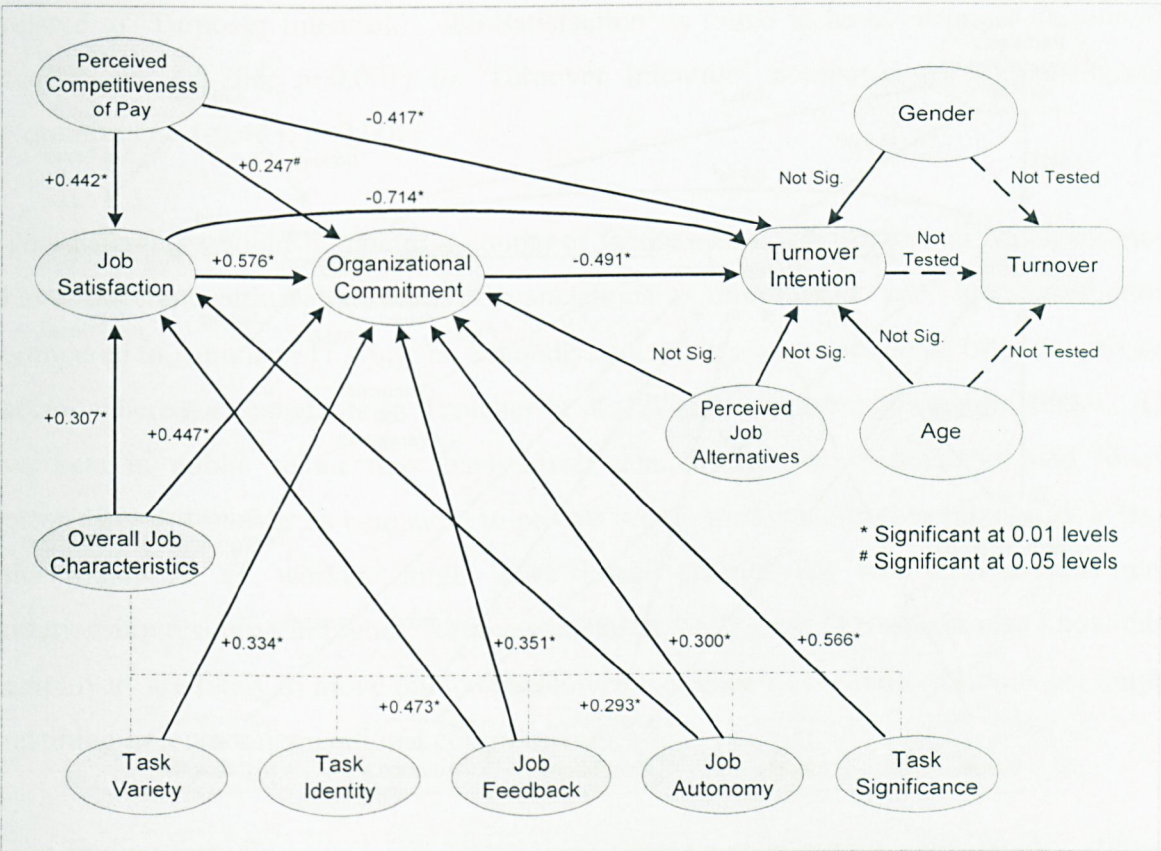 Perceived
Competitiveness
of Pay
Gender
-0.417*
+0.247#
+0.442*
Not Sig.
Not Tested
-0.714*
Job
Satisfaction
+0.576*
Organizational
Commitment
-0.491*
Turnover
Intention
Not
Tested
Turnover
Not Sig.
Not Sig.
Not Sig.
Not Tested
+0.307*
+0.447*
Perceived
Job
Alternatives
Age
Overall Job
Characteristics
* Significant at 0.01 levels
# Significant at 0.05 levels
+0.334*
+0.351*
+0.300*
+0.566*
+0.473*
+0.293*
Task
Variety
Task
Identity
Job
Feedback
Job
Autonomy
Task
Significance